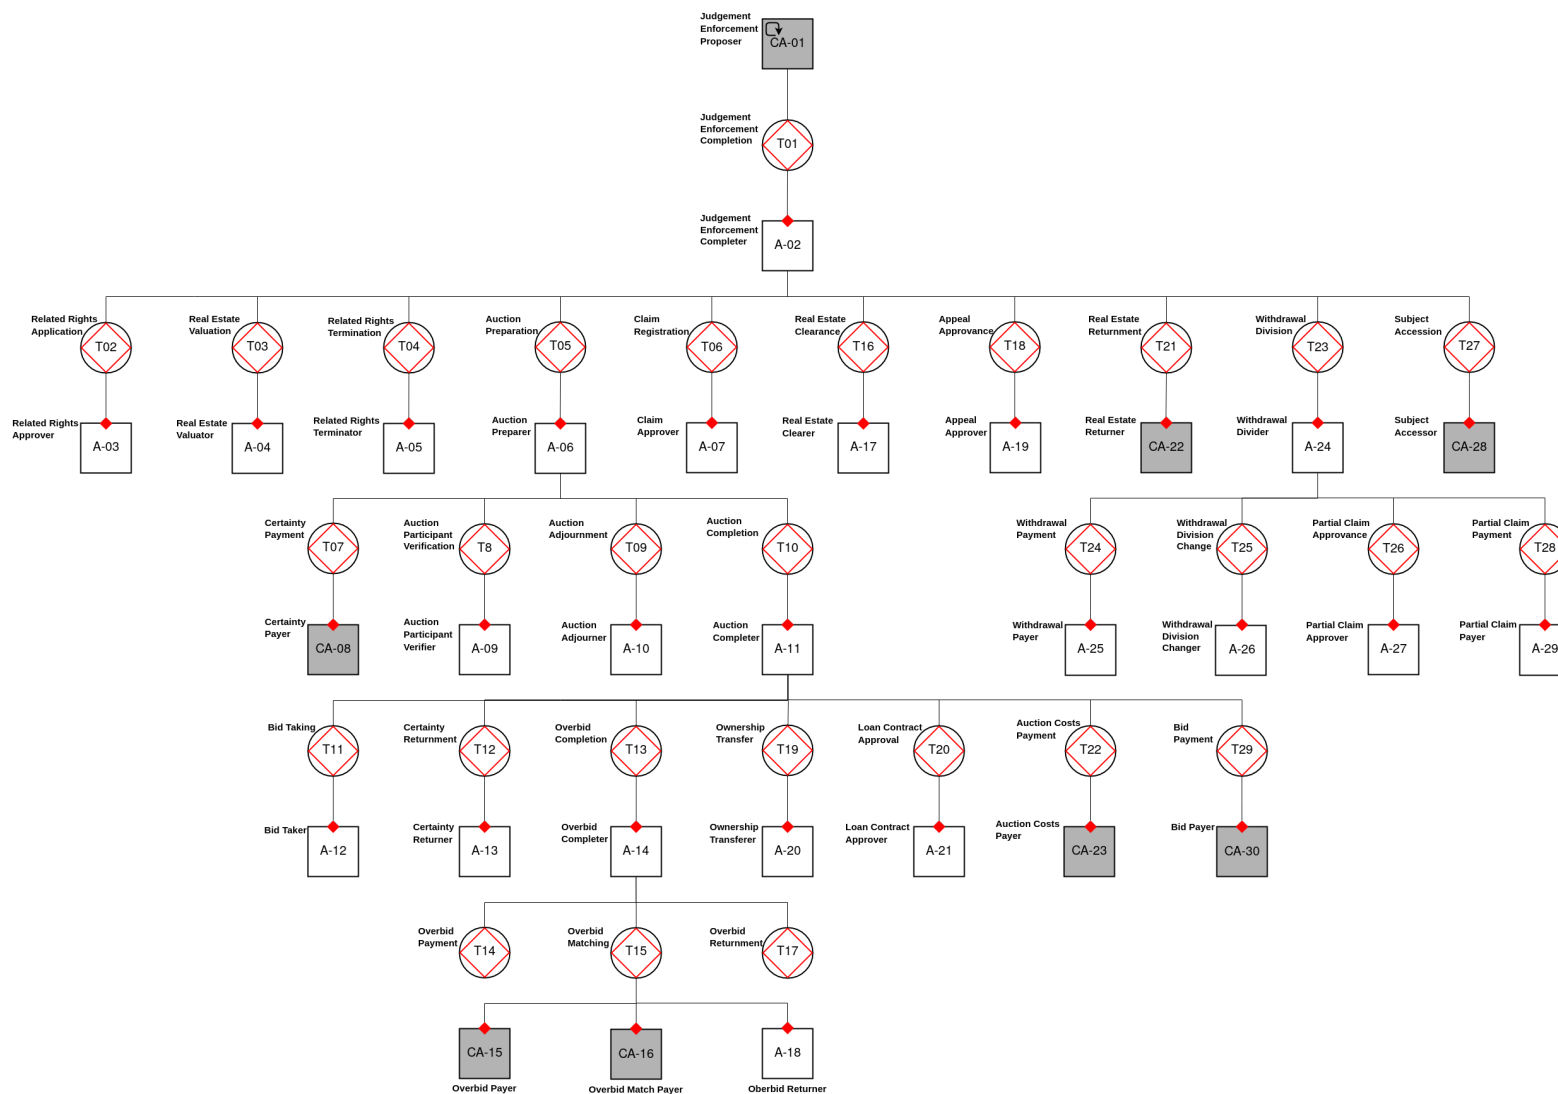 Judgement
Enforcement
Proposer
CA-01
Judgement
Enforcement
Completion
T01
Judgement
Enforcement
Completer
A-02
Related Rights
Application
T02
Real Estate
Valuation
T03
Related Rights
Termination
T04
Auction
Preparation
T05
Claim
Registration
T06
Real Estate
Clearance
T16
Appeal
Approvance
T18
Real Estate
Returnment
T21
Withdrawal
Division
T23
Subject
Accession
T27
Related Rights
Approver
A-03
Real Estate
Valuator
A-04
Related Rights
Terminator
A-05
Auction
Preparer
A-06
Claim
Approver
A-07
Real Estate
Clearer
A-17
Appeal
Approver
A-19
Real Estate
Returner
CA-22
Withdrawal
Divider
A-24
Subject
Accessor
CA-28
Certainty
Payment
T07
Auction
Participant
Verification
T8
Auction
Adjournment
T09
Auction
Completion
T10
Withdrawal
Payment
T24
Withdrawal
Division
Change
T25
Partial Claim
Approvance
T26
Partial Claim
Payment
T28
Certainty
Payer
CA-08
Auction
Participant
Verifier
A-09
Auction
Adjourner
A-10
Auction
Completer
A-11
Withdrawal
Payer
A-25
Withdrawal
Division
Changer
A-26
Partial Claim
Approver
A-27
Partial Claim
Payer
A-29
Bid Taking
T11
Certainty
Returnment
T12
Overbid
Completion
T13
Ownership
Transfer
T19
Loan Contract
Approval
T20
Auction Costs
Payment
T22
Bid
Payment
T29
Bid Taker
A-12
Certainty
Returner
A-13
Overbid
Completer
A-14
Ownership
Transferer
A-20
Loan Contract
Approver
A-21
Auction Costs
Payer
CA-23
Bid Payer
CA-30
Overbid
Payment
T14
Overbid
Matching
T15
Overbid
Returnment
T17
CA-15
Overbid Payer
CA-16
Overbid Match Payer
A-18
Oberbid Returner